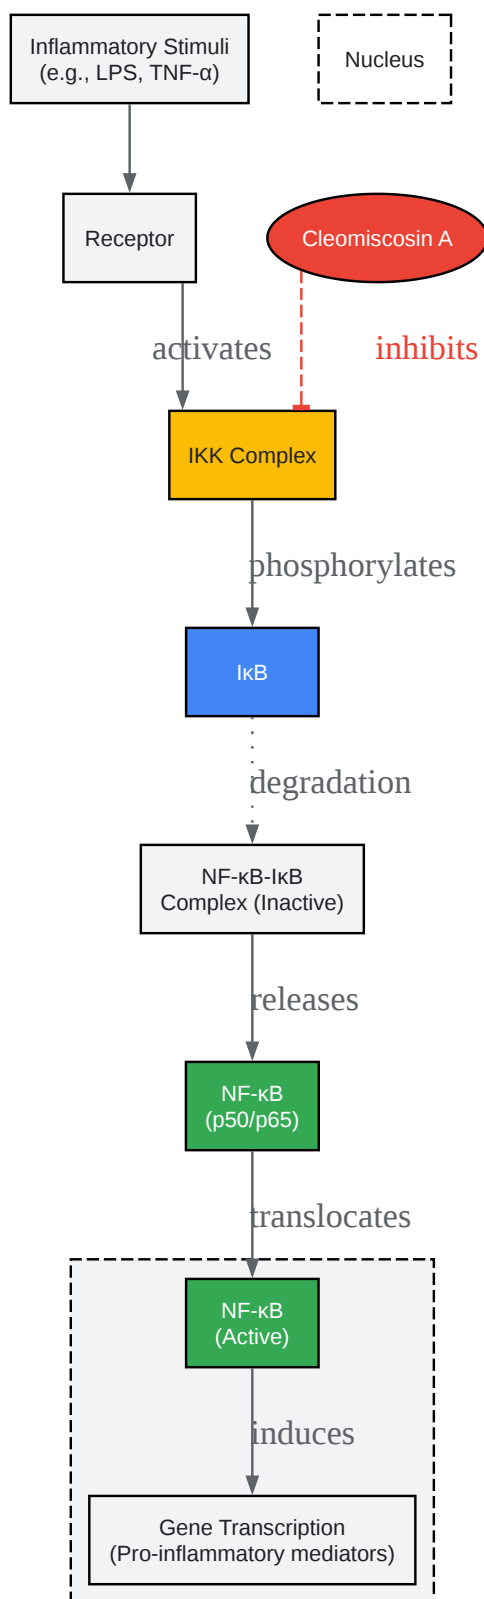 Inflammatory Stimuli
(e.g., LPS, TNF-α)
Nucleus
Receptor
Cleomiscosin A
activates
inhibits
IKK Complex
phosphorylates
IκB
degradation
NF-κB-IκB
Complex (Inactive)
releases
NF-κB
(p50/p65)
translocates
NF-κB
(Active)
induces
Gene Transcription
(Pro-inflammatory mediators)